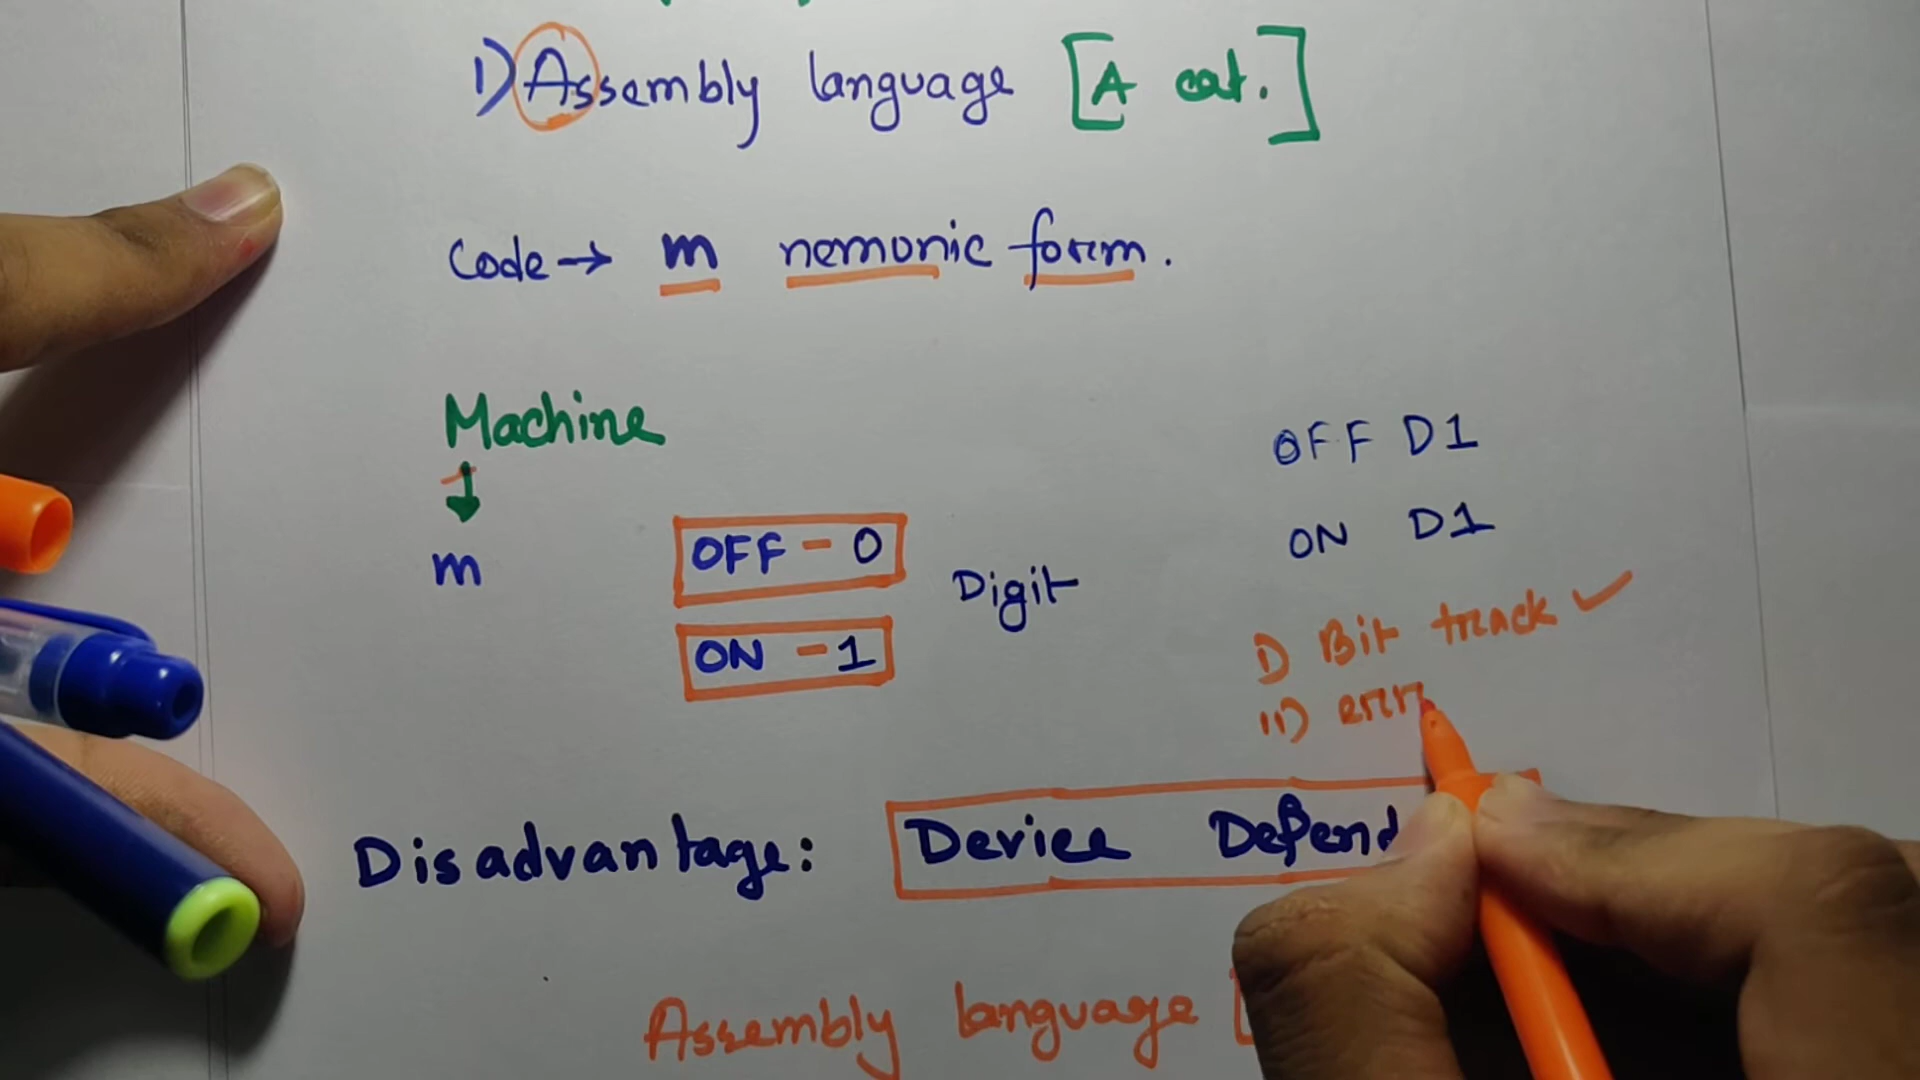 1) Assembly language [A cat.]
Code → m nemonic form.
Machine
↓
m
OFF - 0
ON - 1
Digit
OFF D1
ON D1
I) Bit track ✓
II) err
Disadvantage: Device Depend
Assembly language [